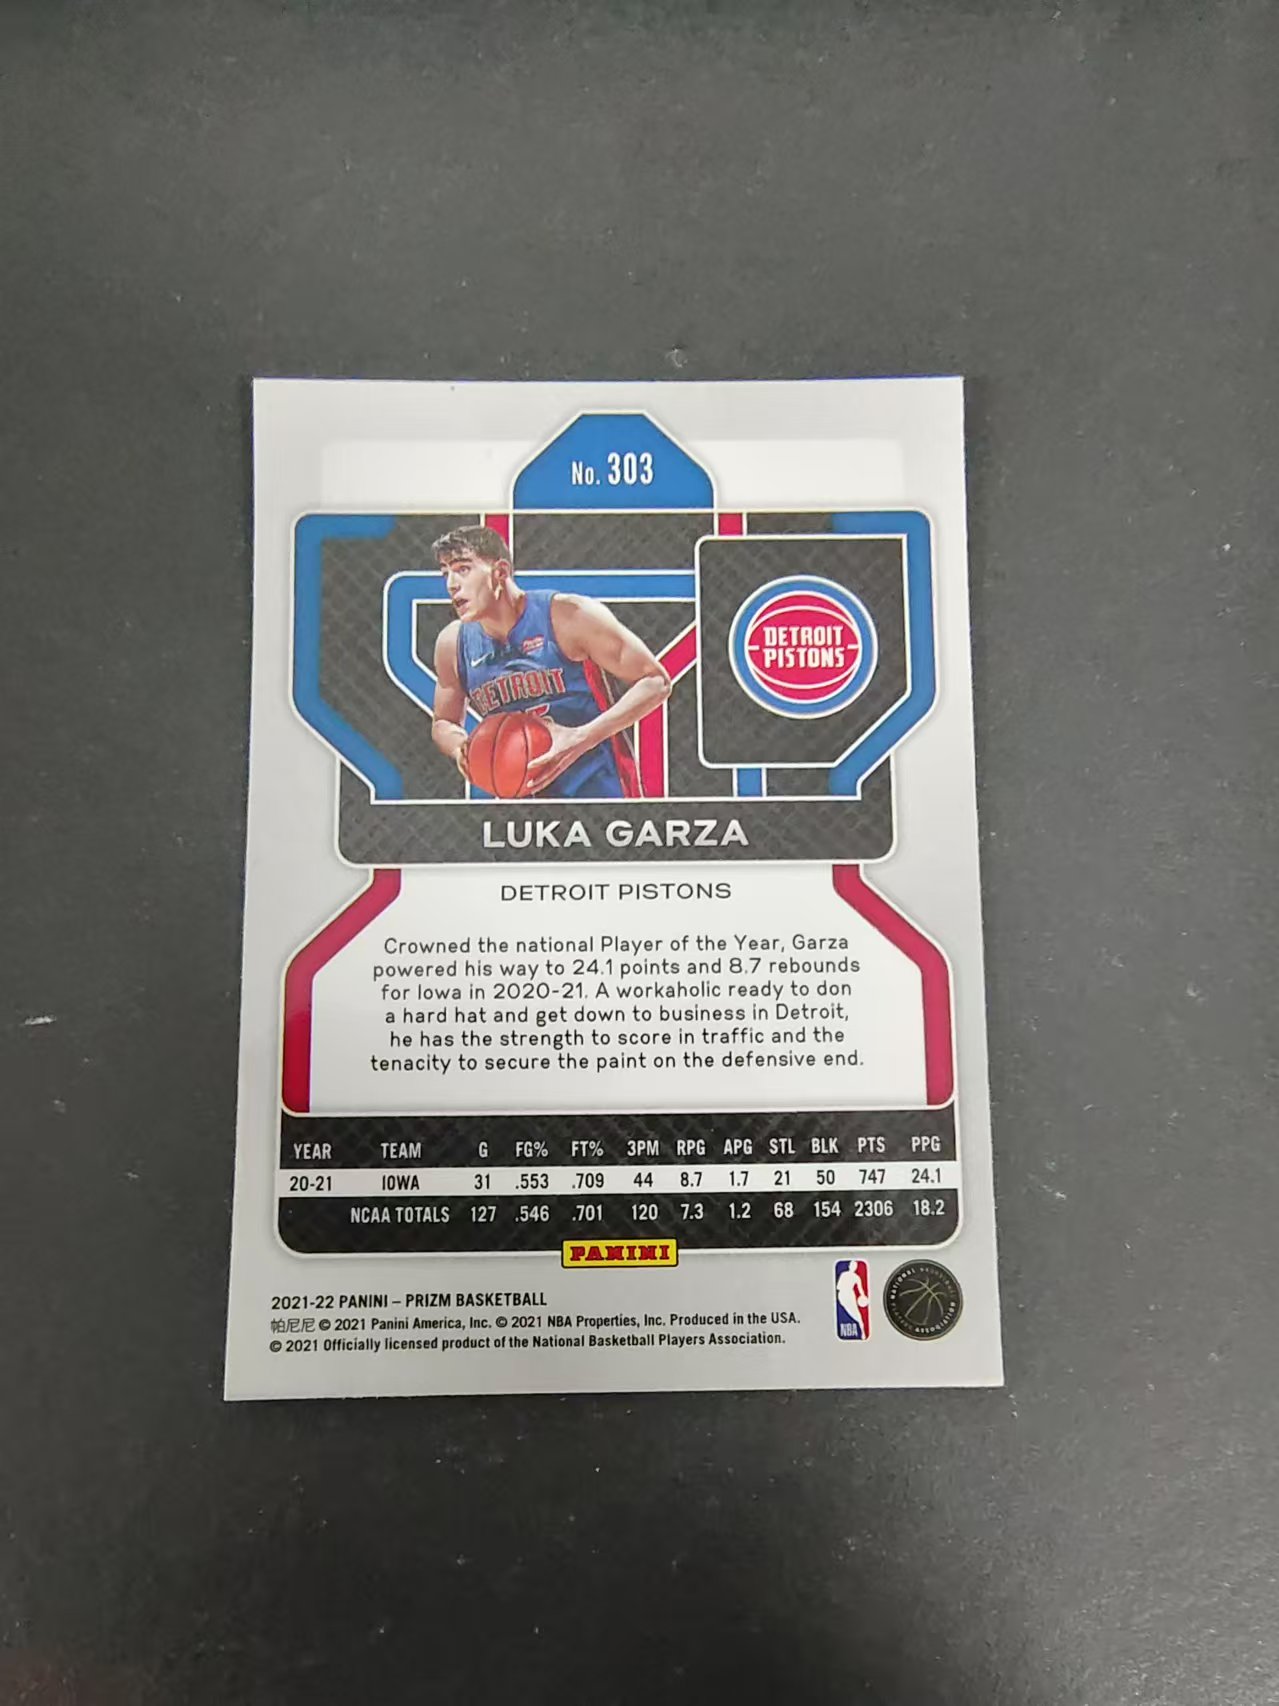 No. 303
DETROIT
PISTONS
DETROIT
LUKA GARZA
DETROIT PISTONS
Crowned the national Player of the Year, Garza
powered his way to 24.1 points and 8.7 rebounds
for Iowa in 2020-21. A workaholic ready to don
a hard hat and get down to business in Detroit,
he has the strength to score in traffic and the
tenacity to secure the paint on the defensive end.
YEAR TEAM G FG% FT% 3PM RPG APG STL BLK PTS PPG
20-21 IOWA 31 .553 .709 44 8.7 1.7 21 50 747 24.1
NCAA TOTALS 127 .546 .701 120 7.3 1.2 68 154 2306 18.2
PANINI
2021-22 PANINI – PRIZM BASKETBALL
帕尼尼 © 2021 Panini America, Inc. © 2021 NBA Properties, Inc. Produced in the USA.
© 2021 Officially licensed product of the National Basketball Players Association.
NBA